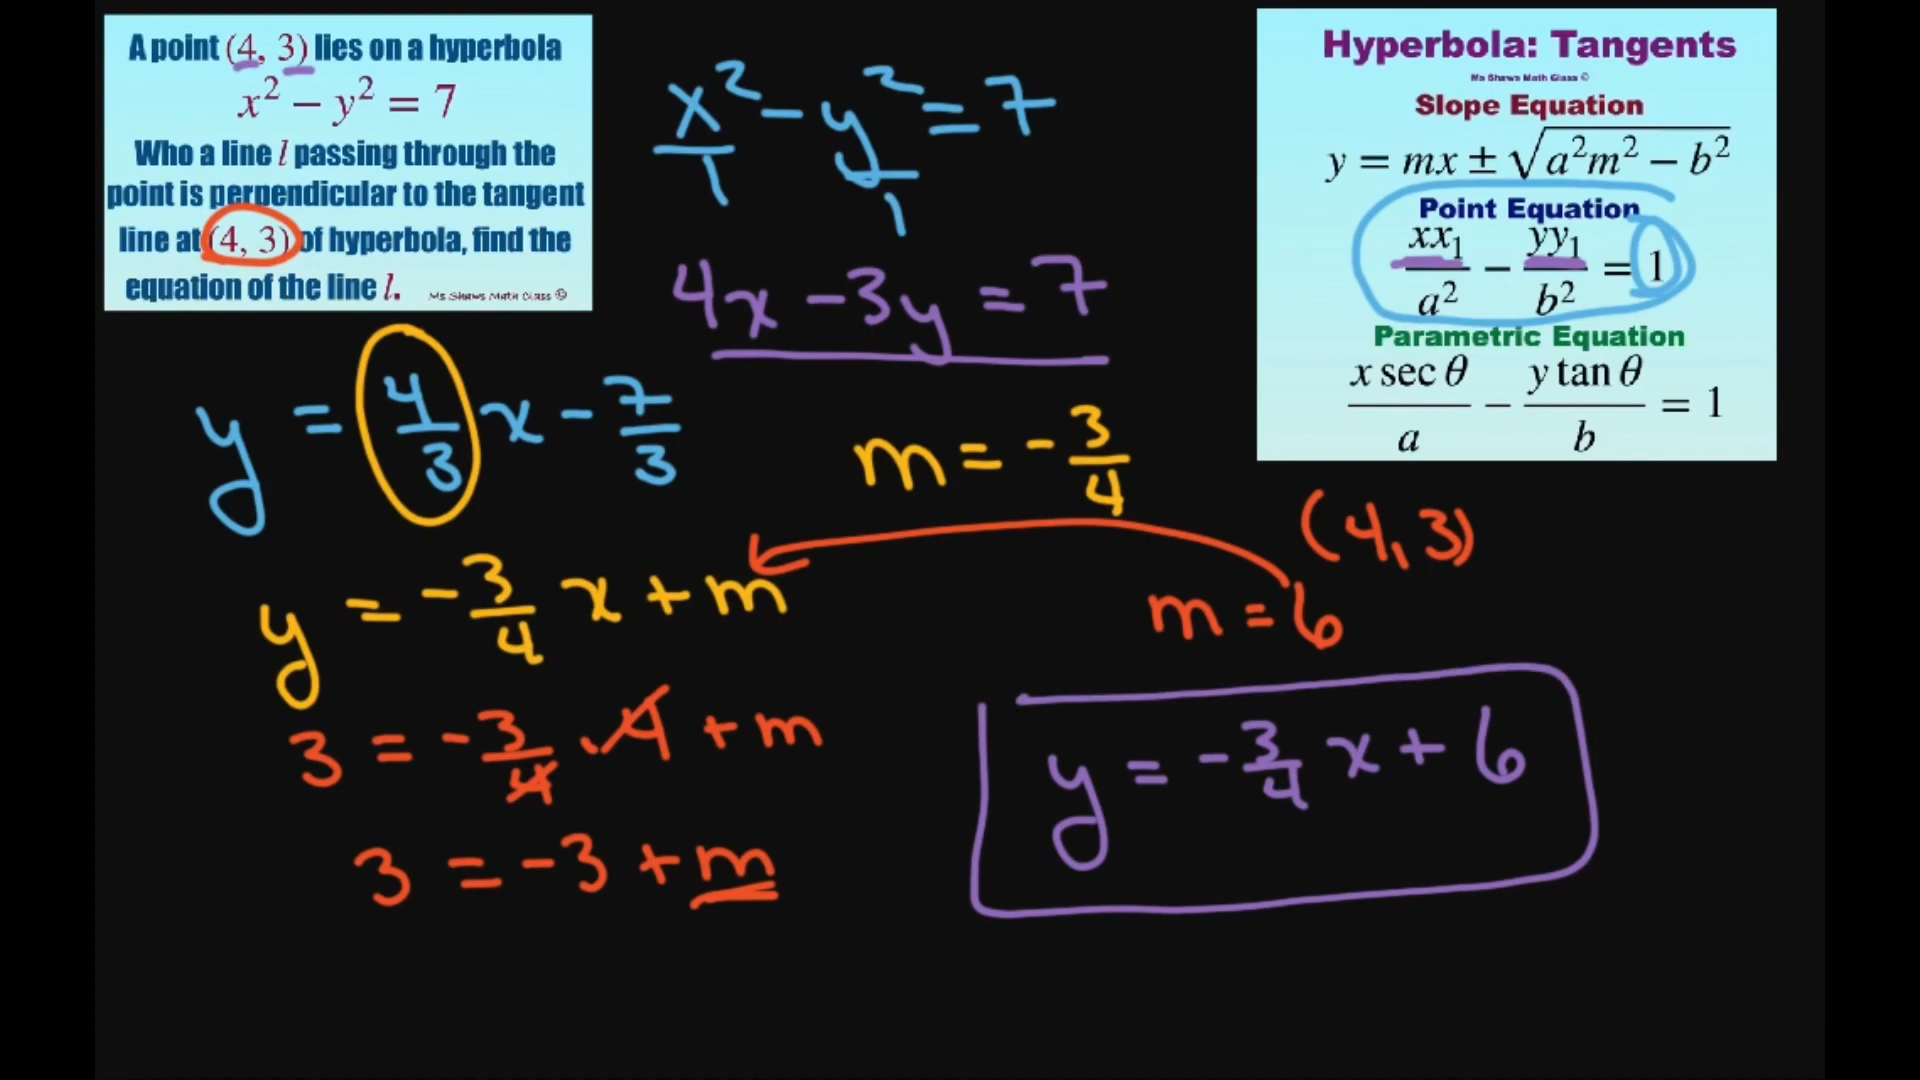 A point (4, 3) lies on a hyperbola
x² − y² = 7
Who a line l passing through the
point is perpendicular to the tangent
line at (4, 3) of hyperbola, find the
equation of the line l.
Ms Shaws Math Class ©
x²/1 − y²/1 = 7
4x − 3y = 7
Hyperbola: Tangents
Ms Shaws Math Class ©
Slope Equation
y = mx ± √(a²m² − b²)
Point Equation
xx₁/a² − yy₁/b² = 1
Parametric Equation
x sec θ/a − y tan θ/b = 1
y = 4/3 x − 7/3
m = −3/4
(4,3)
y = −3/4 x + m
m = 6
3 = −3/4 · 4 + m
3 = −3 + m
y = −3/4 x + 6